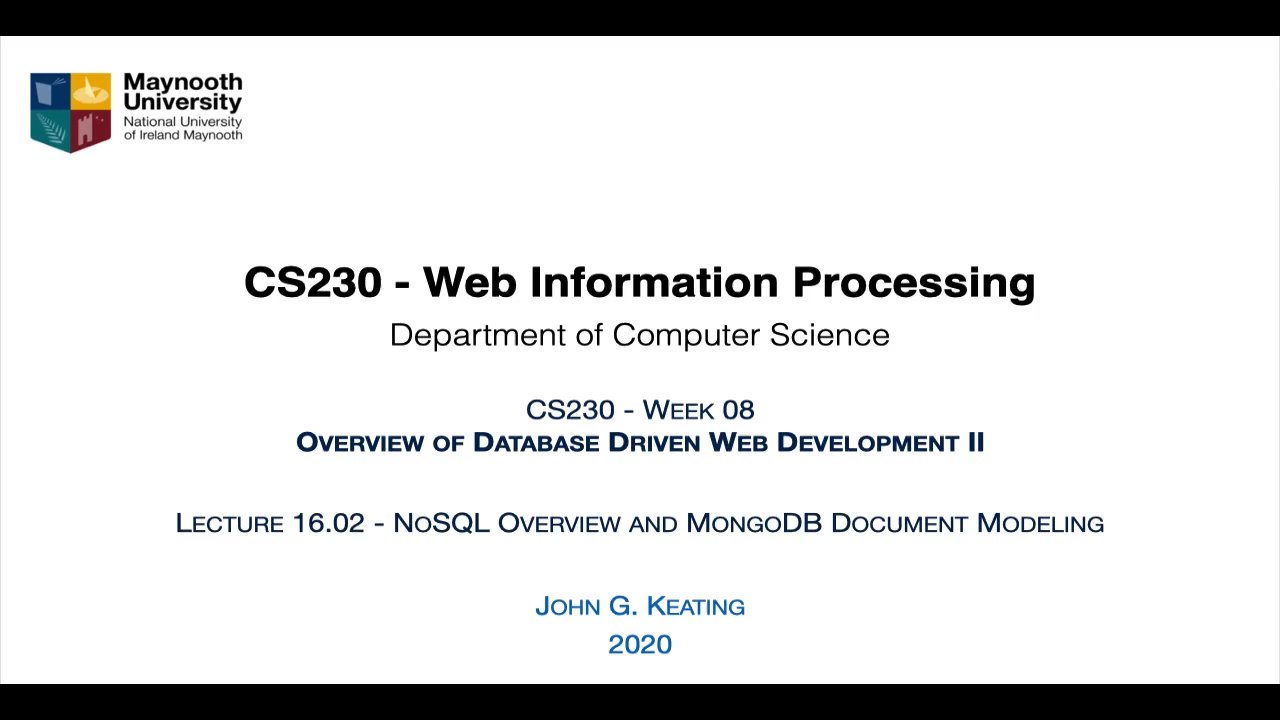 Maynooth
University
National University
of Ireland Maynooth
CS230 - Web Information Processing
Department of Computer Science
CS230 - Week 08
Overview of Database Driven Web Development II
Lecture 16.02 - NoSQL Overview and MongoDB Document Modeling
John G. Keating
2020